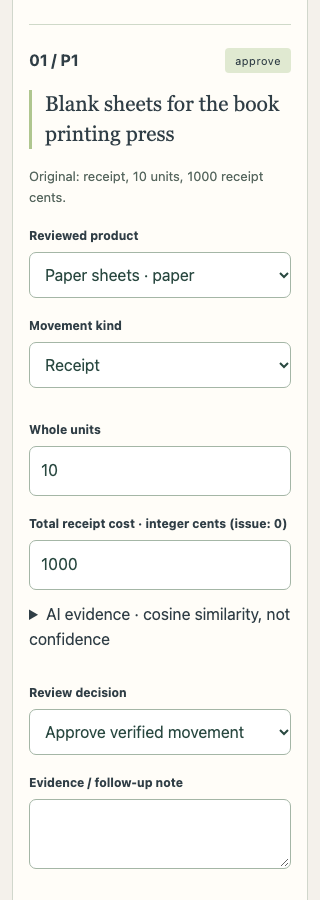 01 / P1
approve
Blank sheets for the book
printing press
Original: receipt, 10 units, 1000 receipt
cents.
Reviewed product
Paper sheets · paper
Movement kind
Receipt
Whole units
10
Total receipt cost · integer cents (issue: 0)
1000
AI evidence · cosine similarity, not
confidence
Review decision
Approve verified movement
Evidence / follow-up note